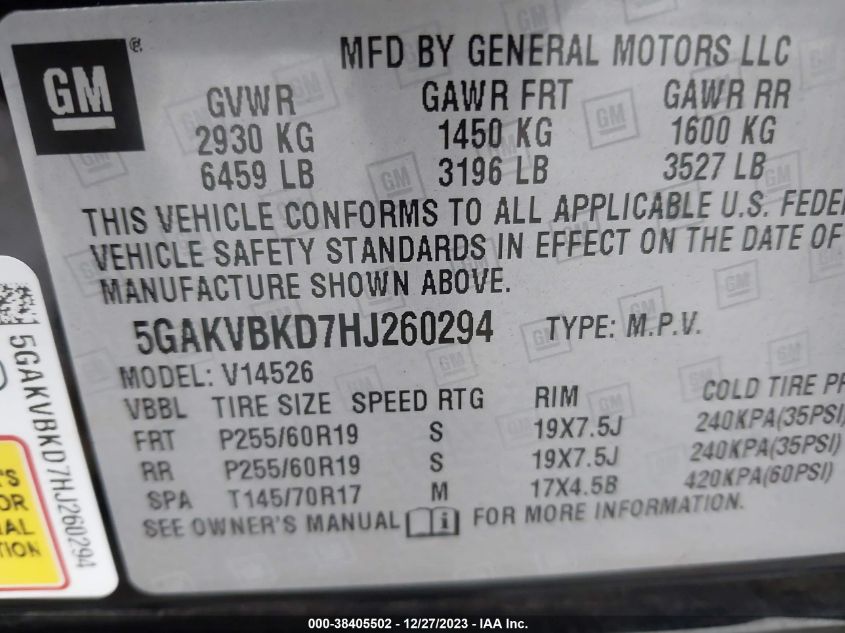 GM
®
MFD BY GENERAL MOTORS LLC
GVWR GAWR FRT GAWR RR
2930 KG 1450 KG 1600 KG
6459 LB 3196 LB 3527 LB
THIS VEHICLE CONFORMS TO ALL APPLICABLE U.S.
VEHICLE SAFETY STANDARDS IN EFFECT ON THE DATE OF
MANUFACTURE SHOWN ABOVE.
5GAKVBKD7HJ260294 TYPE: M.P.V.
MODEL: V14526
VBBL TIRE SIZE SPEED RTG RIM COLD TIRE
FRT P255/60R19 S 19X7.5J 240KPA(35PSI)
RR P255/60R19 S 19X7.5J 240KPA(35PSI)
SPA T145/70R17 M 17X4.5B 420KPA(60PSI)
SEE OWNER'S MANUAL i FOR MORE INFORMATION.
5GAKVBKD7HJ260294
000-38405502 - 12/27/2023 - IAA Inc.